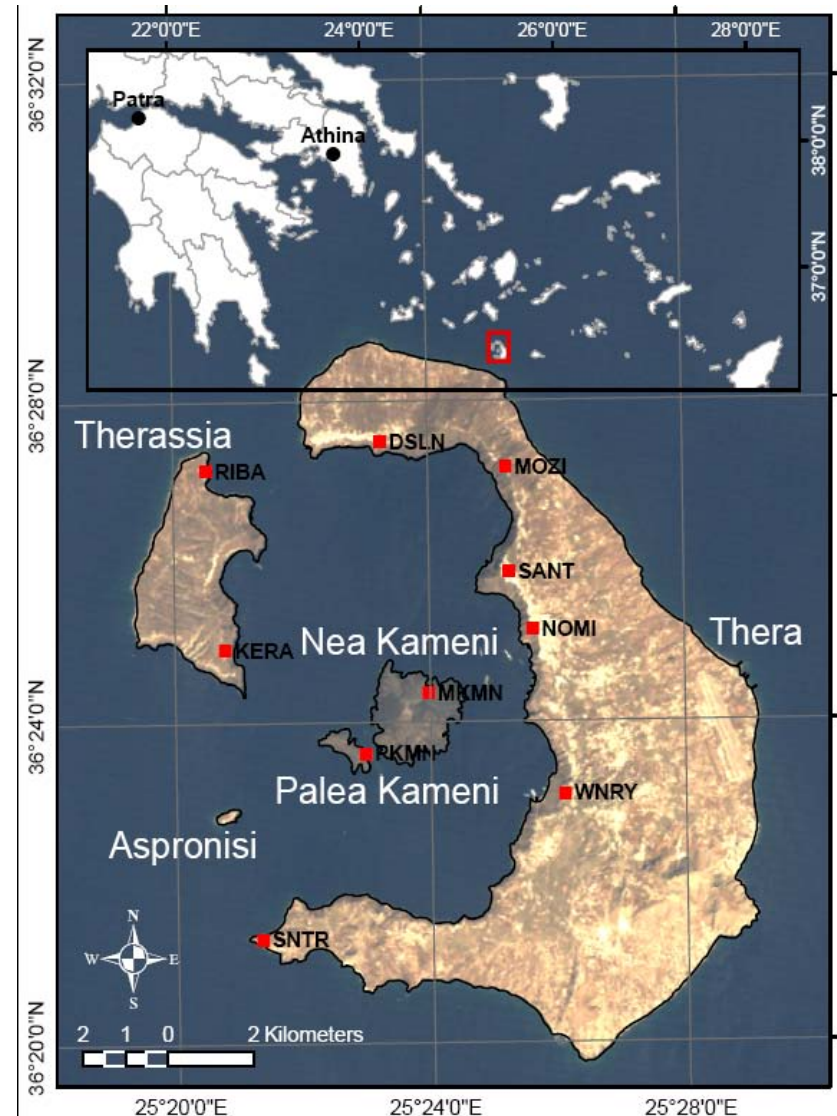 22°0'0"E
24°0'0"E
26°0'0"E
28°0'0"E
36°32'0"N
Patra
Athina
38°0'0"N
37°0'0"N
36°28'0"N
Therassia
DSLN
RIBA
MOZI
SANT
NOMI
Thera
KERA
Nea Kameni
MKMN
36°24'0"N
PKMN
Palea Kameni
WNRY
Aspronisi
SNTR
N
W
E
S
2 1 0 2 Kilometers
36°20'0"N
25°20'0"E
25°24'0"E
25°28'0"E